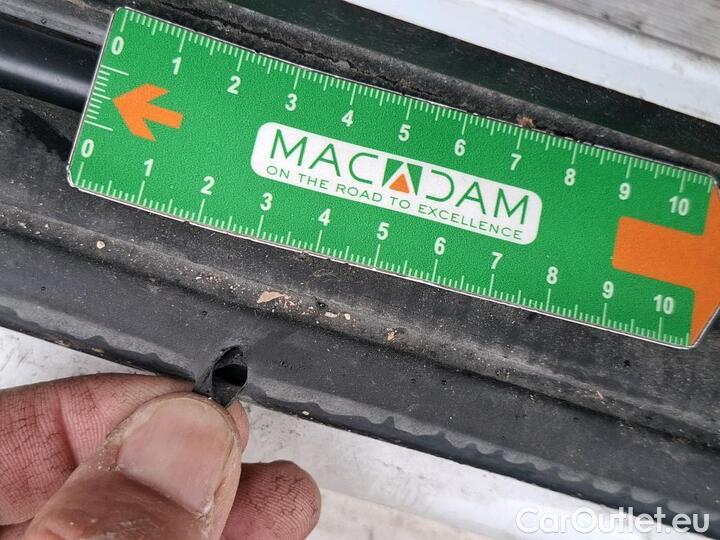 0 1 2 3 4 5 6 7 8 9 10
MACADAM
ON THE ROAD TO EXCELLENCE
0 1 2 3 4 5 6 7 8 9 10
CarOutlet.eu